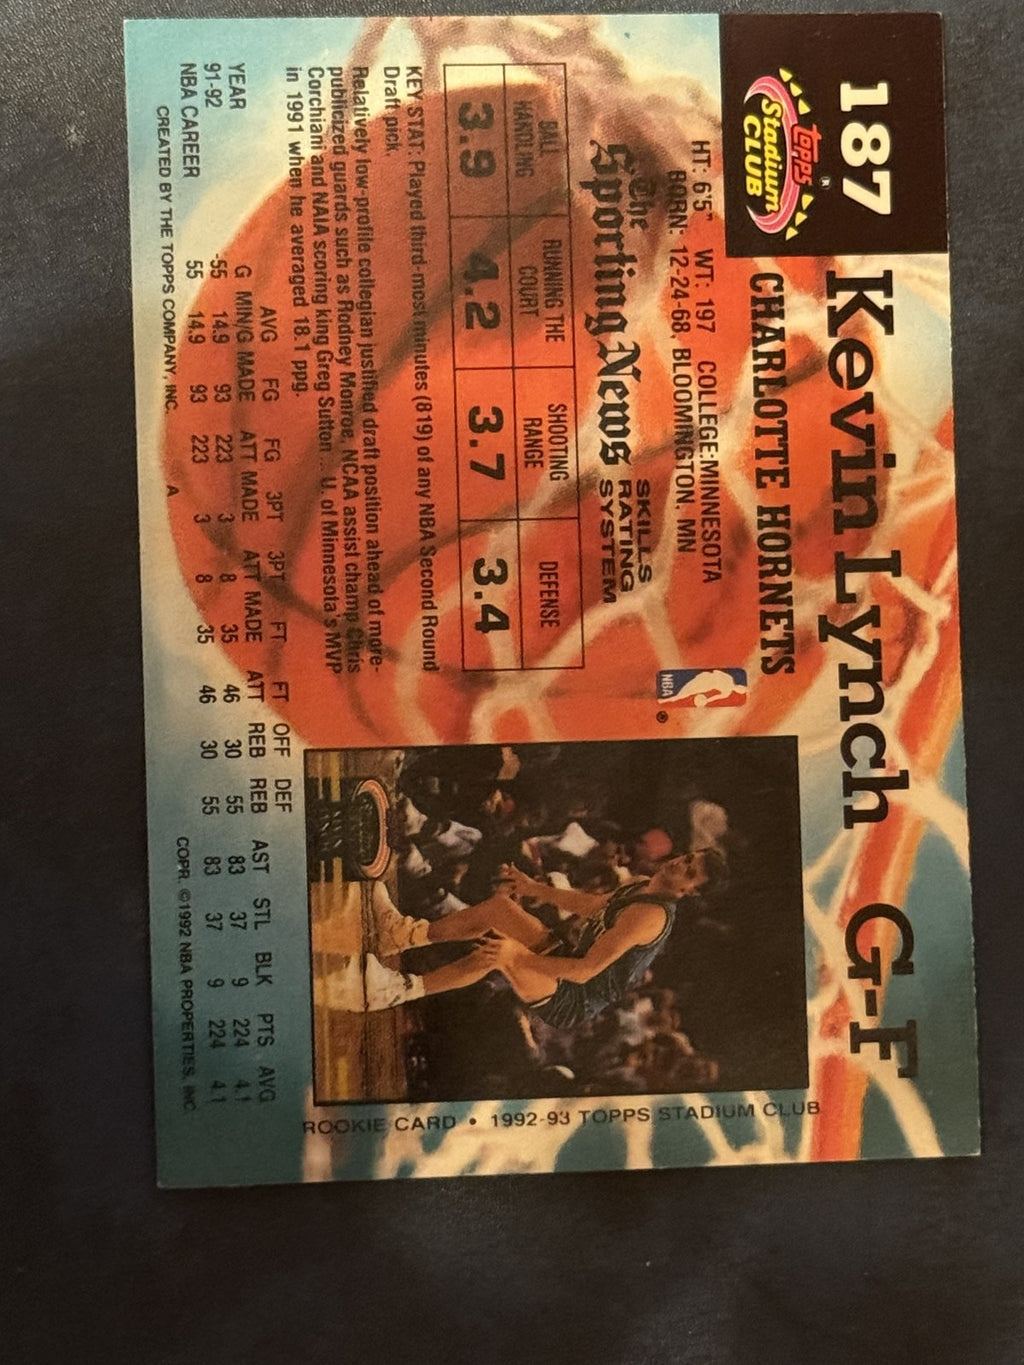 187
Kevin Lynch G-F
topps
Stadium
CLUB
CHARLOTTE HORNETS
HT: 6'5" WT: 197 COLLEGE:MINNESOTA
BORN: 12-24-68, BLOOMINGTON, MN
NBA
The
Sporting News
SKILLS
RATING
SYSTEM
BALL HANDLING
RUNNING THE COURT
SHOOTING RANGE
DEFENSE
3.9 4.2 3.7 3.4
KEY STAT: Played third-most minutes (819) of any NBA Second Round
Draft pick.
Relatively low-profile collegian justified draft position ahead of more-
publicized guards such as Rodney Monroe, NCAA assist champ Chris
Corchiani and NAIA scoring king Greg Sutton ... U. of Minnesota's MVP
in 1991 when he averaged 18.1 ppg.
AVG FG FG 3PT 3PT FT FT OFF DEF
YEAR G MIN/G MADE ATT MADE ATT MADE ATT REB REB AST STL BLK PTS AVG
91-92 55 14.9 93 223 3 8 35 46 30 55 83 37 9 224 4.1
NBA CAREER 55 14.9 93 223 3 8 35 46 30 55 83 37 9 224 4.1
CREATED BY THE TOPPS COMPANY, INC. A COPR. ©1992 NBA PROPERTIES, INC.
ROOKIE CARD • 1992-93 TOPPS STADIUM CLUB